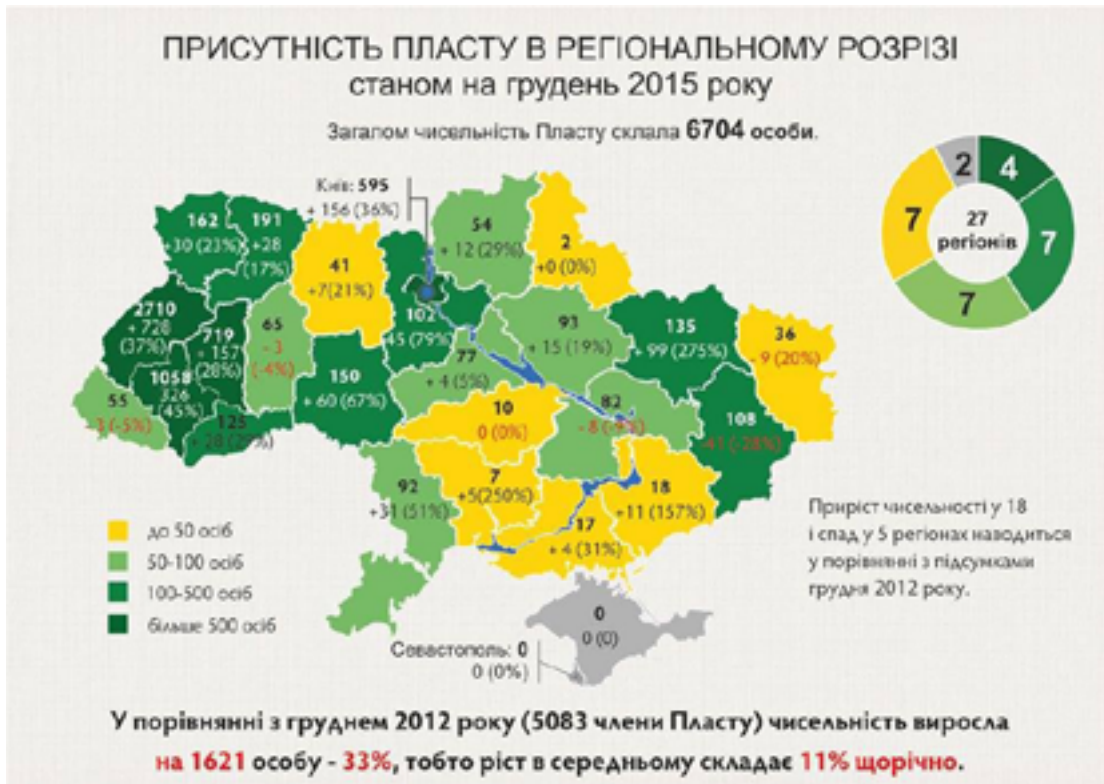 ПРИСУТНІСТЬ ПЛАСТУ В РЕГІОНАЛЬНОМУ РОЗРІЗІ
станом на грудень 2015 року
Загалом чисельність Пласту склала 6704 особи.
Київ: 595
+ 156 (36%)
2
4
7
7
7
27
регіонів
162
+30 (23%)
191
+28
(17%)
41
+7(21%)
54
+ 12 (29%)
2
+0 (0%)
2710
+ 728
(37%)
719
+ 157
(28%)
65
- 3
(-4%)
102
45 (79%)
93
+ 15 (19%)
135
+ 99 (275%)
36
- 9 (20%)
1058
326
(45%)
150
+ 60 (67%)
77
+ 4 (5%)
55
-3 (-5%)
125
+ 28 (29%)
10
0 (0%)
82
- 8 (-9%)
108
-41 (-28%)
92
+31 (51%)
7
+5(250%)
17
+ 4 (31%)
18
+11 (157%)
до 50 осіб
50-100 осіб
100-500 осіб
більше 500 осіб
Приріст чисельності у 18
і спад у 5 регіонах наводиться
у порівнянні з підсумками
грудня 2012 року.
0
0 (0)
Севастополь: 0
0 (0%)
У порівнянні з груднем 2012 року (5083 члени Пласту) чисельність виросла
на 1621 особу - 33%, тобто ріст в середньому складає 11% щорічно.